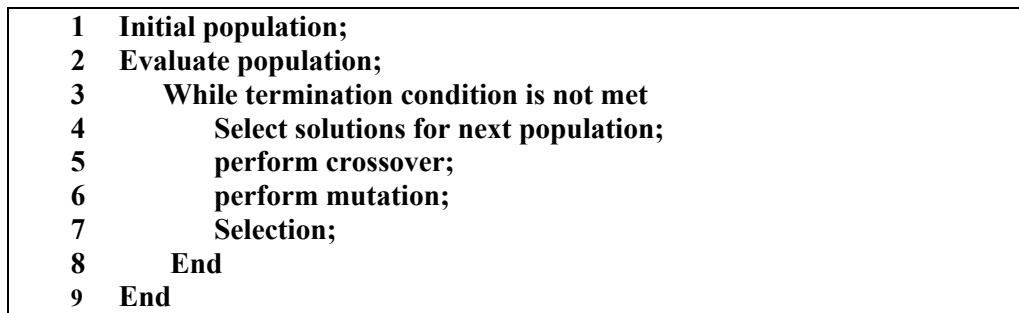 1 Initial population;
2 Evaluate population;
3 While termination condition is not met
4 Select solutions for next population;
5 perform crossover;
6 perform mutation;
7 Selection;
8 End
9 End